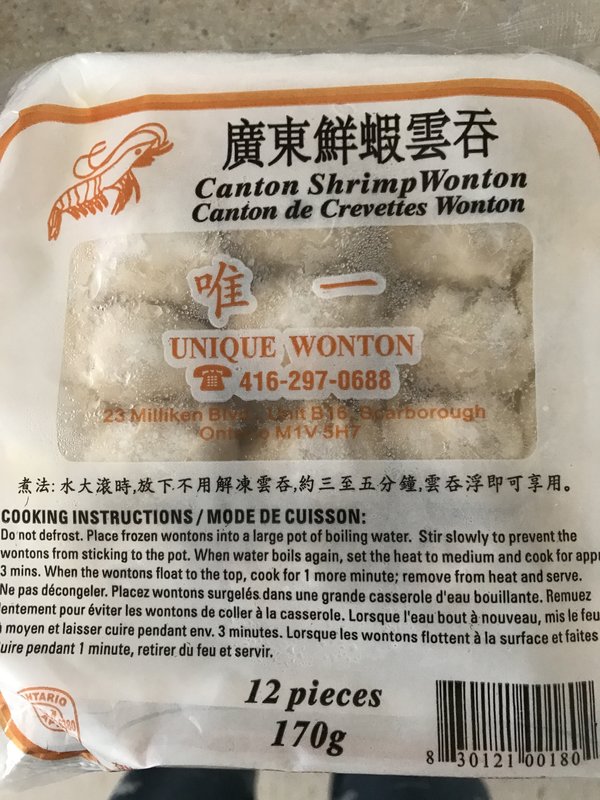 廣東鮮蝦雲吞
Canton Shrimp Wonton
Canton de Crevettes Wonton
唯一
UNIQUE WONTON
☎ 416-297-0688
23 Milliken Blvd., Unit B16, Scarborough
Ontario M1V 5H7
煮法:水大滾時,放下不用解凍雲吞,約三至五分鐘,雲吞浮即可享用。
COOKING INSTRUCTIONS / MODE DE CUISSON:
Do not defrost. Place frozen wontons into a large pot of boiling water. Stir slowly to prevent the
wontons from sticking to the pot. When water boils again, set the heat to medium and cook for app
3 mins. When the wontons float to the top, cook for 1 more minute; remove from heat and serve.
Ne pas décongeler. Placez wontons surgelés dans une grande casserole d'eau bouillante. Remuez
lentement pour éviter les wontons de coller à la casserole. Lorsque l'eau bout à nouveau, mis le feu
à moyen et laisser cuire pendant env. 3 minutes. Lorsque les wontons flottent à la surface et faites
cuire pendant 1 minute, retirer du feu et servir.
12 pieces
170g
ONTARIO
8 30121 00180